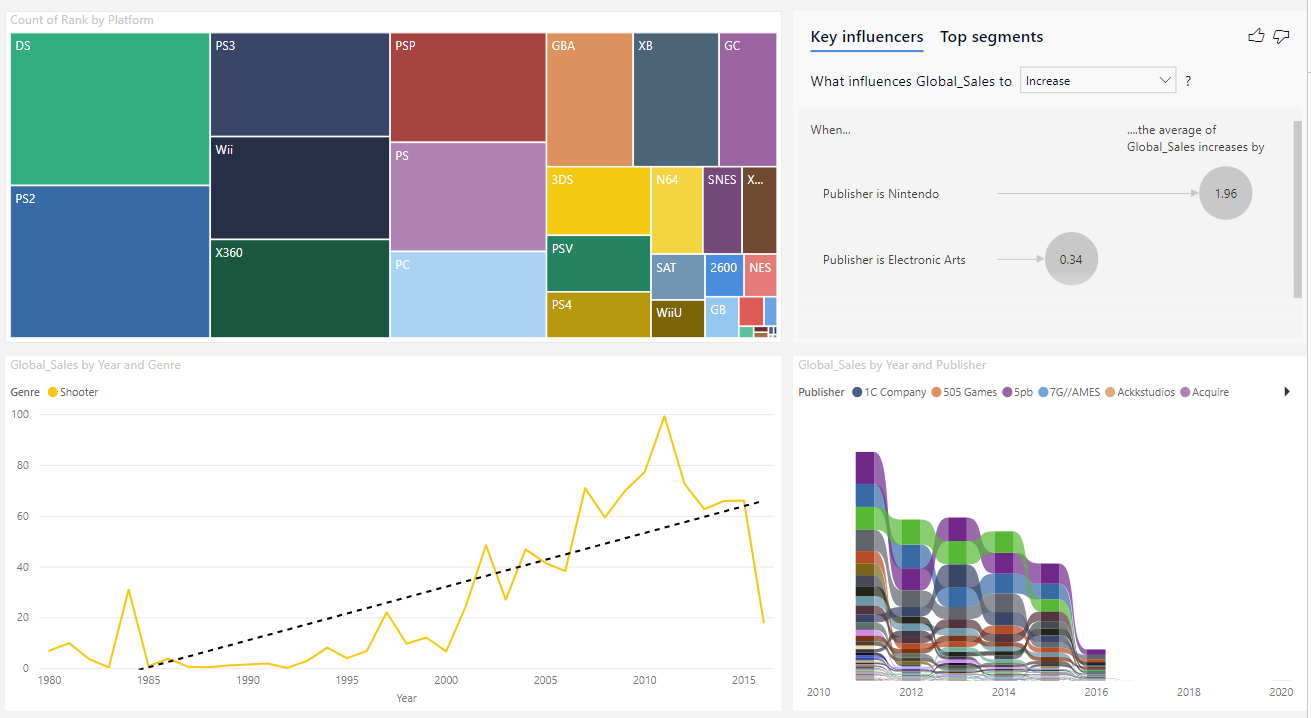 Count of Rank by Platform
DS
PS3
PSP
GBA
XB
GC
Wii
PS
3DS
N64
SNES
X...
PS2
X360
PC
PSV
SAT
2600
NES
PS4
WiiU
GB
Key influencers
Top segments
What influences Global_Sales to
Increase
?
When...
....the average of
Global_Sales increases by
Publisher is Nintendo
1.96
Publisher is Electronic Arts
0.34
Global_Sales by Year and Genre
Genre
Shooter
100
80
60
40
20
0
1980
1985
1990
1995
2000
2005
2010
2015
Year
Global_Sales by Year and Publisher
Publisher
1C Company
505 Games
5pb
7G//AMES
Ackkstudios
Acquire
2010
2012
2014
2016
2018
2020